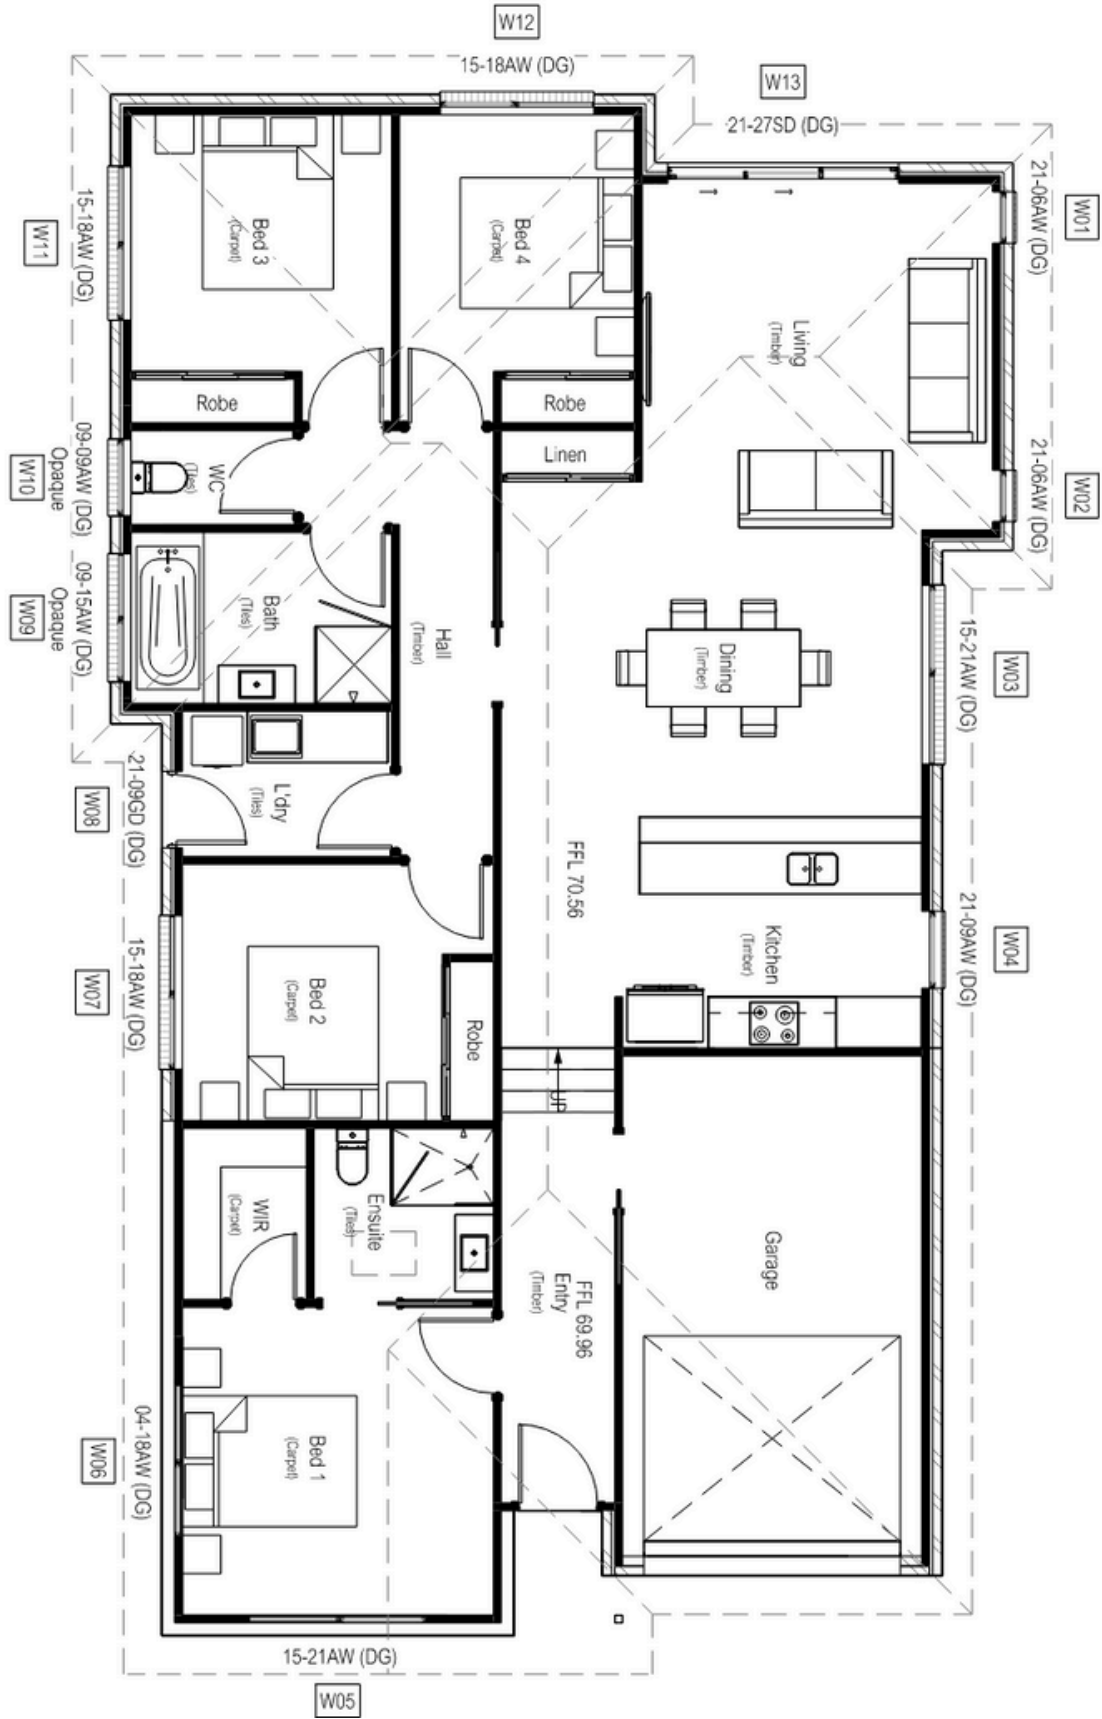 W12
15-18AW (DG)
W13
21-27SD (DG)
21-06AW (DG)
W01
15-18AW (DG)
W11
Bed 3
(Carpet)
Bed 4
(Carpet)
Living
(Timber)
Robe
Robe
Linen
21-06AW (DG)
W02
09-09AW (DG)
Opaque
W10
WC
09-15AW (DG)
Opaque
W09
Bath
(Tiles)
Hall
(Timber)
Dining
(Timber)
15-21AW (DG)
W03
21-09GD (DG)
W08
L'dry
(Tiles)
FFL 70.56
Kitchen
(Timber)
21-09AW (DG)
W04
15-18AW (DG)
W07
Bed 2
(Carpet)
Robe
UP
WIR
(Carpet)
Ensuite
(Tiles)
FFL 69.96
Entry
(Timber)
Garage
04-18AW (DG)
W06
Bed 1
(Carpet)
15-21AW (DG)
W05